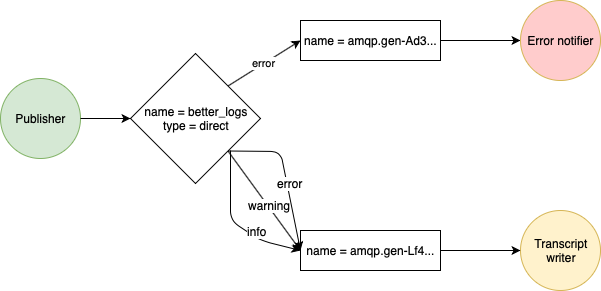 name = amqp.gen-Ad3...
Error notifier
error
Publisher
name = better_logs
type = direct
error
warning
info
name = amqp.gen-Lf4...
Transcript
writer